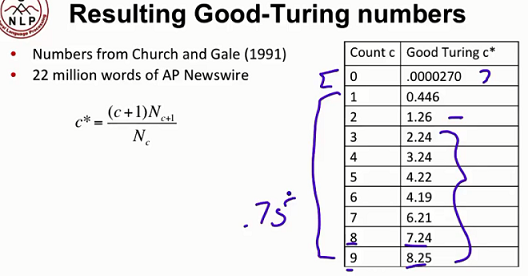 Resulting Good-Turing numbers
NLP
• Numbers from Church and Gale (1991)
• 22 million words of AP Newswire
c* = (c+1)N_{c+1} / N_c
Count c Good Turing c*
0 .0000270
1 0.446
2 1.26
3 2.24
4 3.24
5 4.22
6 4.19
7 6.21
8 7.24
9 8.25
.75